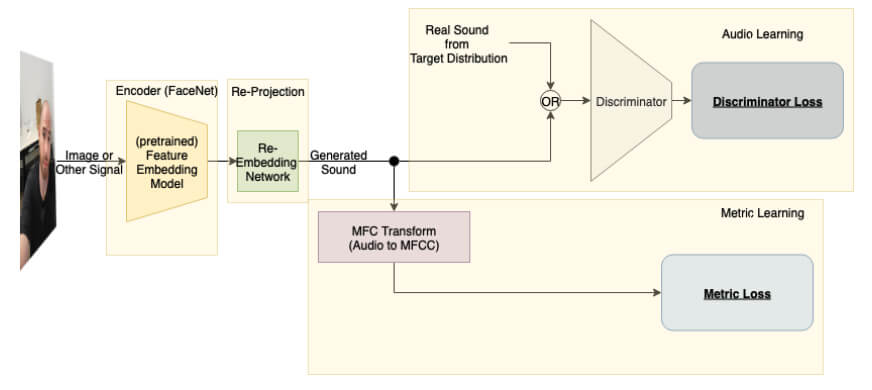 Real Sound
from
Target Distribution
Audio Learning
Encoder (FaceNet)
Re-Projection
OR
Discriminator
Discriminator Loss
Image or
Other Signal
(pretrained)
Feature
Embedding
Model
Re-
Embedding
Network
Generated
Sound
Metric Learning
MFC Transform
(Audio to MFCC)
Metric Loss